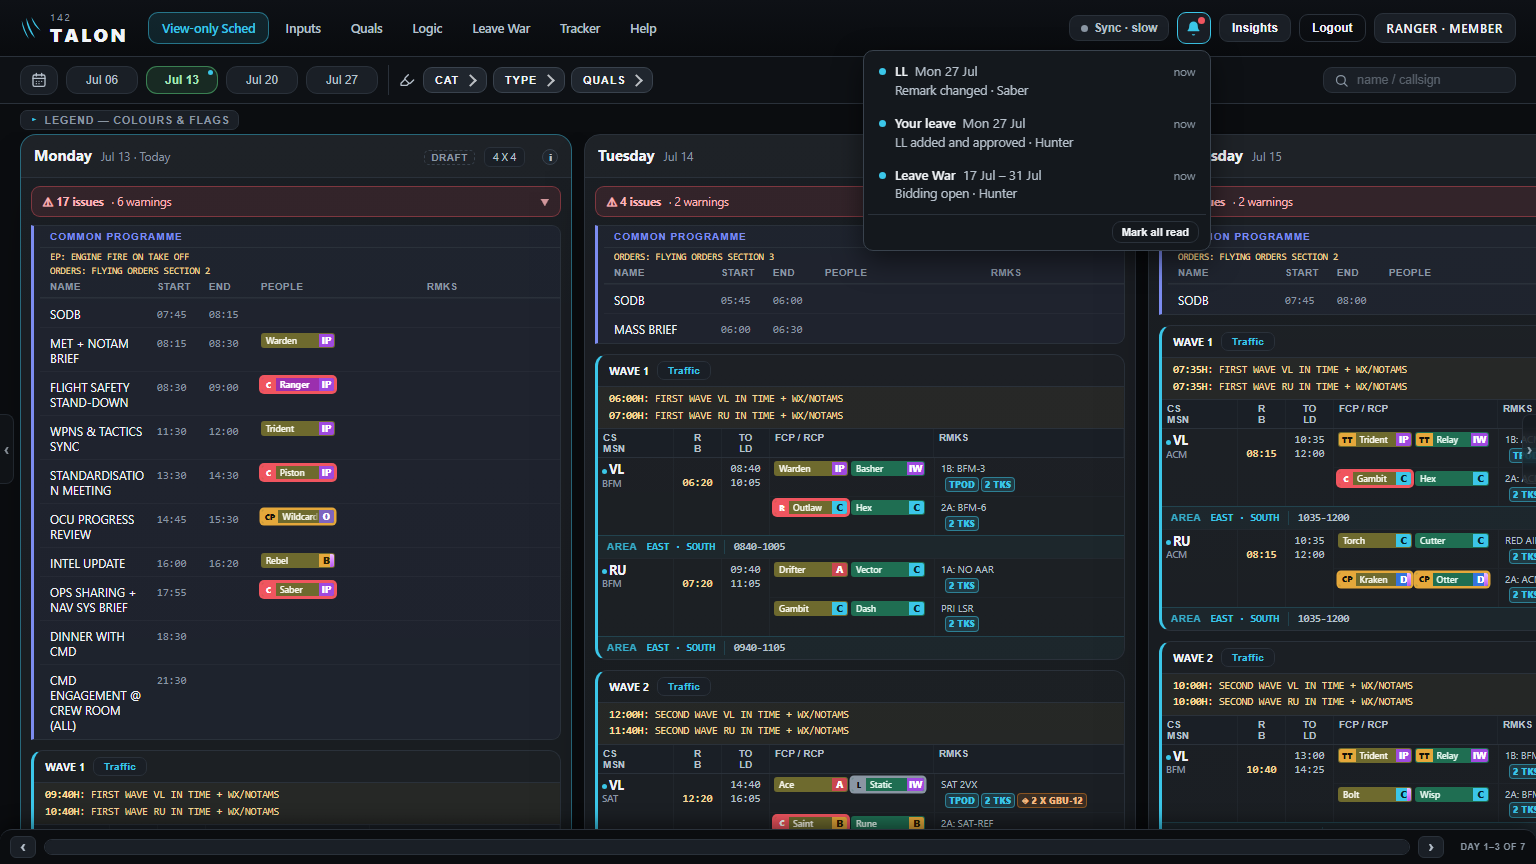 142
TALON
View-only Sched
Inputs
Quals
Logic
Leave War
Tracker
Help
Sync · slow
Insights
Logout
RANGER · MEMBER
Jul 06
Jul 13
Jul 20
Jul 27
CAT
TYPE
QUALS
name / callsign
LL Mon 27 Jul now
Remark changed · Saber
Your leave Mon 27 Jul now
LL added and approved · Hunter
Leave War 17 Jul – 31 Jul now
Bidding open · Hunter
Mark all read
LEGEND — COLOURS & FLAGS
Monday Jul 13 · Today DRAFT 4X4 i
17 issues · 6 warnings
COMMON PROGRAMME
EP: ENGINE FIRE ON TAKE OFF
ORDERS: FLYING ORDERS SECTION 2
NAME START END PEOPLE RMKS
SODB 07:45 08:15
MET + NOTAM BRIEF 08:15 08:30 Warden IP
FLIGHT SAFETY STAND-DOWN 08:30 09:00 C Ranger IP
WPNS & TACTICS SYNC 11:30 12:00 Trident IP
STANDARDISATIO
N MEETING 13:30 14:30 C Piston IP
OCU PROGRESS REVIEW 14:45 15:30 CP Wildcard O
INTEL UPDATE 16:00 16:20 Rebel B
OPS SHARING + NAV SYS BRIEF 17:55 C Saber IP
DINNER WITH CMD 18:30
CMD ENGAGEMENT @ CREW ROOM (ALL) 21:30
WAVE 1 Traffic
09:40H: FIRST WAVE VL IN TIME + WX/NOTAMS
10:40H: FIRST WAVE RU IN TIME + WX/NOTAMS
Tuesday Jul 14
4 issues · 2 warnings
COMMON PROGRAMME
ORDERS: FLYING ORDERS SECTION 3
NAME START END PEOPLE RMKS
SODB 05:45 06:00
MASS BRIEF 06:00 06:30
WAVE 1 Traffic
06:00H: FIRST WAVE VL IN TIME + WX/NOTAMS
07:00H: FIRST WAVE RU IN TIME + WX/NOTAMS
CS R TO FCP / RCP RMKS
MSN B LD
VL 08:40 Warden IP Basher IW 1B: BFM-3
BFM 06:20 10:05 TPOD 2 TKS
R Outlaw C Hex C 2A: BFM-6
2 TKS
AREA EAST · SOUTH 0840-1005
RU 09:40 Drifter A Vector C 1A: NO AAR
BFM 07:20 11:05 2 TKS
Gambit C Dash C PRI LSR
2 TKS
AREA EAST · SOUTH 0940-1105
WAVE 2 Traffic
12:00H: SECOND WAVE VL IN TIME + WX/NOTAMS
11:40H: SECOND WAVE RU IN TIME + WX/NOTAMS
CS R TO FCP / RCP RMKS
MSN B LD
VL 14:40 Ace A L Static IW SAT 2VX
SAT 12:20 16:05 TPOD 2 TKS 2 X GBU-12
C Saint B Rune B 2A: SAT-REF
sday Jul 15
ues · 2 warnings
ON PROGRAMME
ORDERS: FLYING ORDERS SECTION 2
NAME START END PEOPLE
SODB 07:45 08:00
WAVE 1 Traffic
07:35H: FIRST WAVE VL IN TIME + WX/NOTAMS
07:35H: FIRST WAVE RU IN TIME + WX/NOTAMS
CS R TO FCP / RCP RMKS
MSN B LD
VL 10:35 TT Trident IP TT Relay IW 1B:
ACM 08:15 12:00
C Gambit C Hex C 2A:
2 TKS
AREA EAST · SOUTH 1035-1200
RU 10:35 Torch C Cutter C RED AI
ACM 08:15 12:00 2 TKS
CP Kraken D CP Otter D 2A: AC
2 TKS
AREA EAST · SOUTH 1035-1200
WAVE 2 Traffic
10:00H: SECOND WAVE VL IN TIME + WX/NOTAMS
10:00H: SECOND WAVE RU IN TIME + WX/NOTAMS
CS R TO FCP / RCP RMKS
MSN B LD
VL 13:00 TT Trident IP TT Relay IW 1B: BFM
BFM 10:40 14:25 2 TKS
Bolt C Wisp C 2A: BFM
2 TKS
DAY 1–3 OF 7